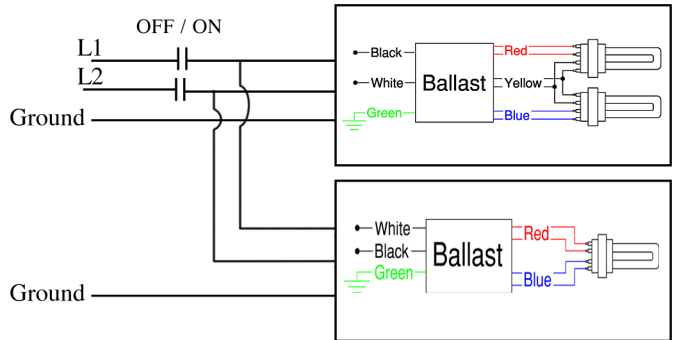 OFF / ON
L1
L2
Ground
Black
White
Green
Ballast
Red
Yellow
Blue
White
Black
Green
Ballast
Red
Blue
Ground